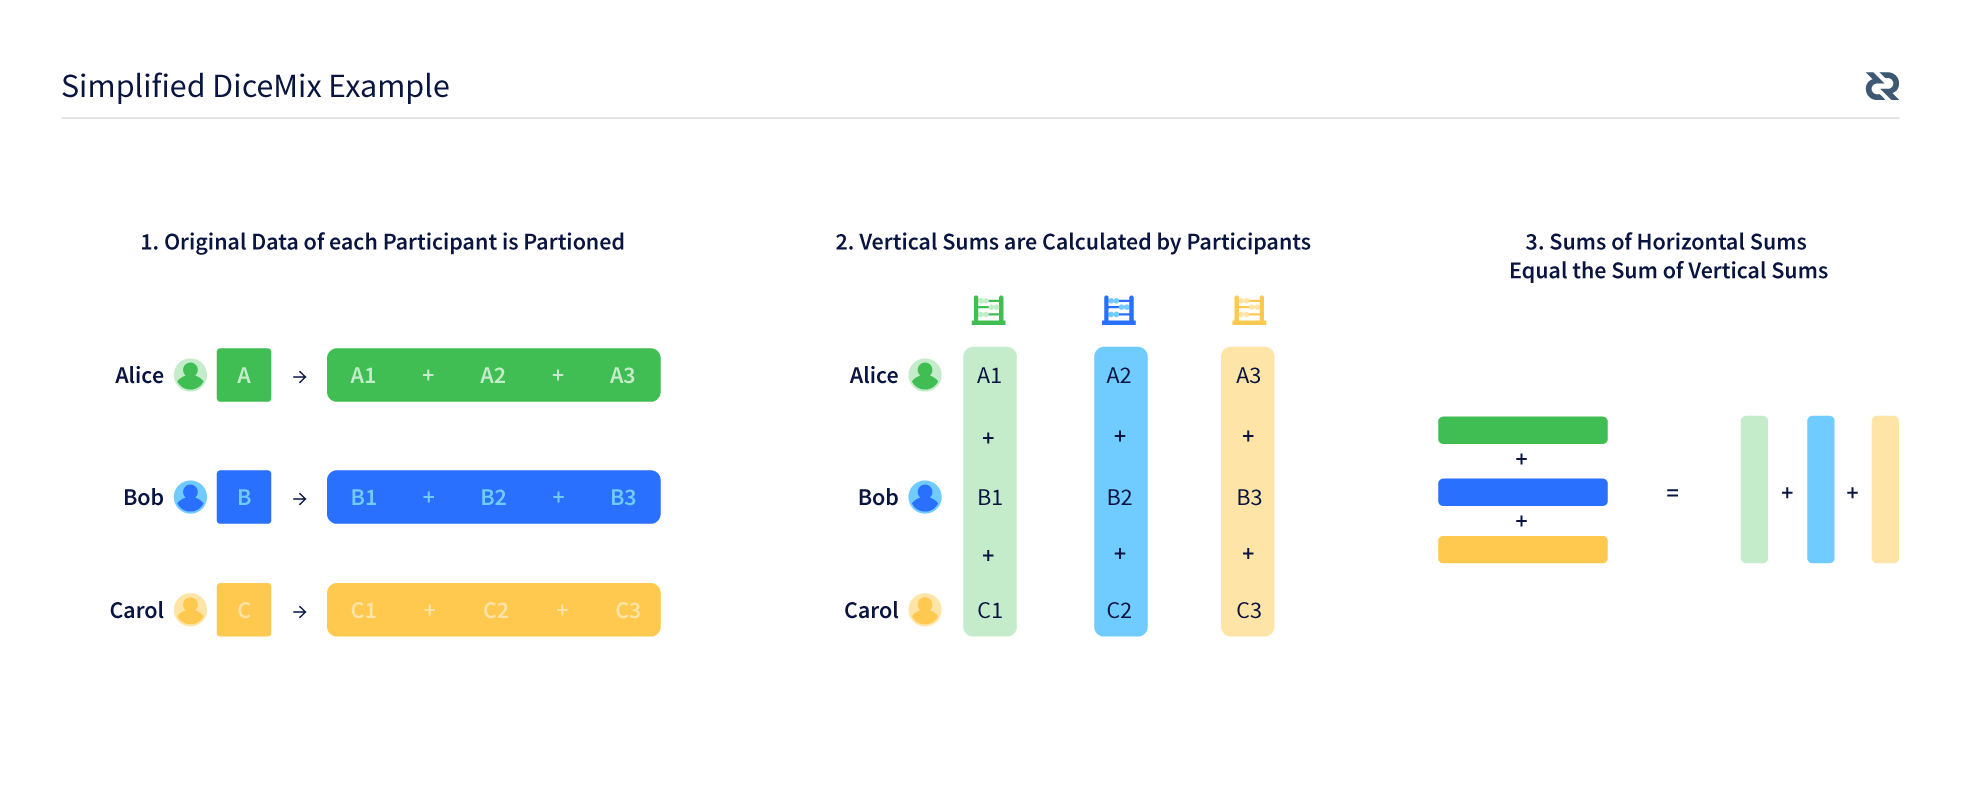 Simplified DiceMix Example
1. Original Data of each Participant is Partioned
Alice A → A1 + A2 + A3
Bob B → B1 + B2 + B3
Carol C → C1 + C2 + C3
2. Vertical Sums are Calculated by Participants
Alice A1 A2 A3
+ + +
Bob B1 B2 B3
+ + +
Carol C1 C2 C3
3. Sums of Horizontal Sums
Equal the Sum of Vertical Sums
+
+
= + +